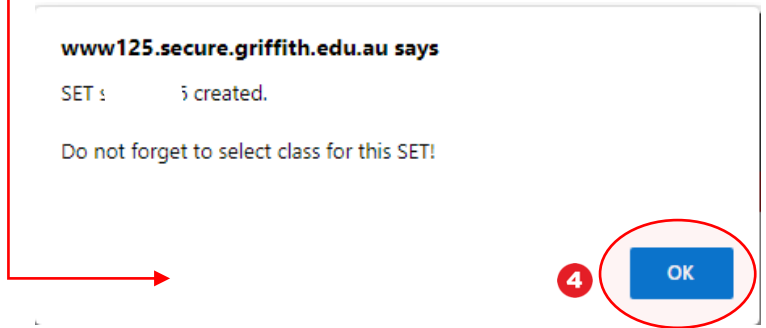 www125.secure.griffith.edu.au says
SET created.
Do not forget to select class for this SET!
4
OK